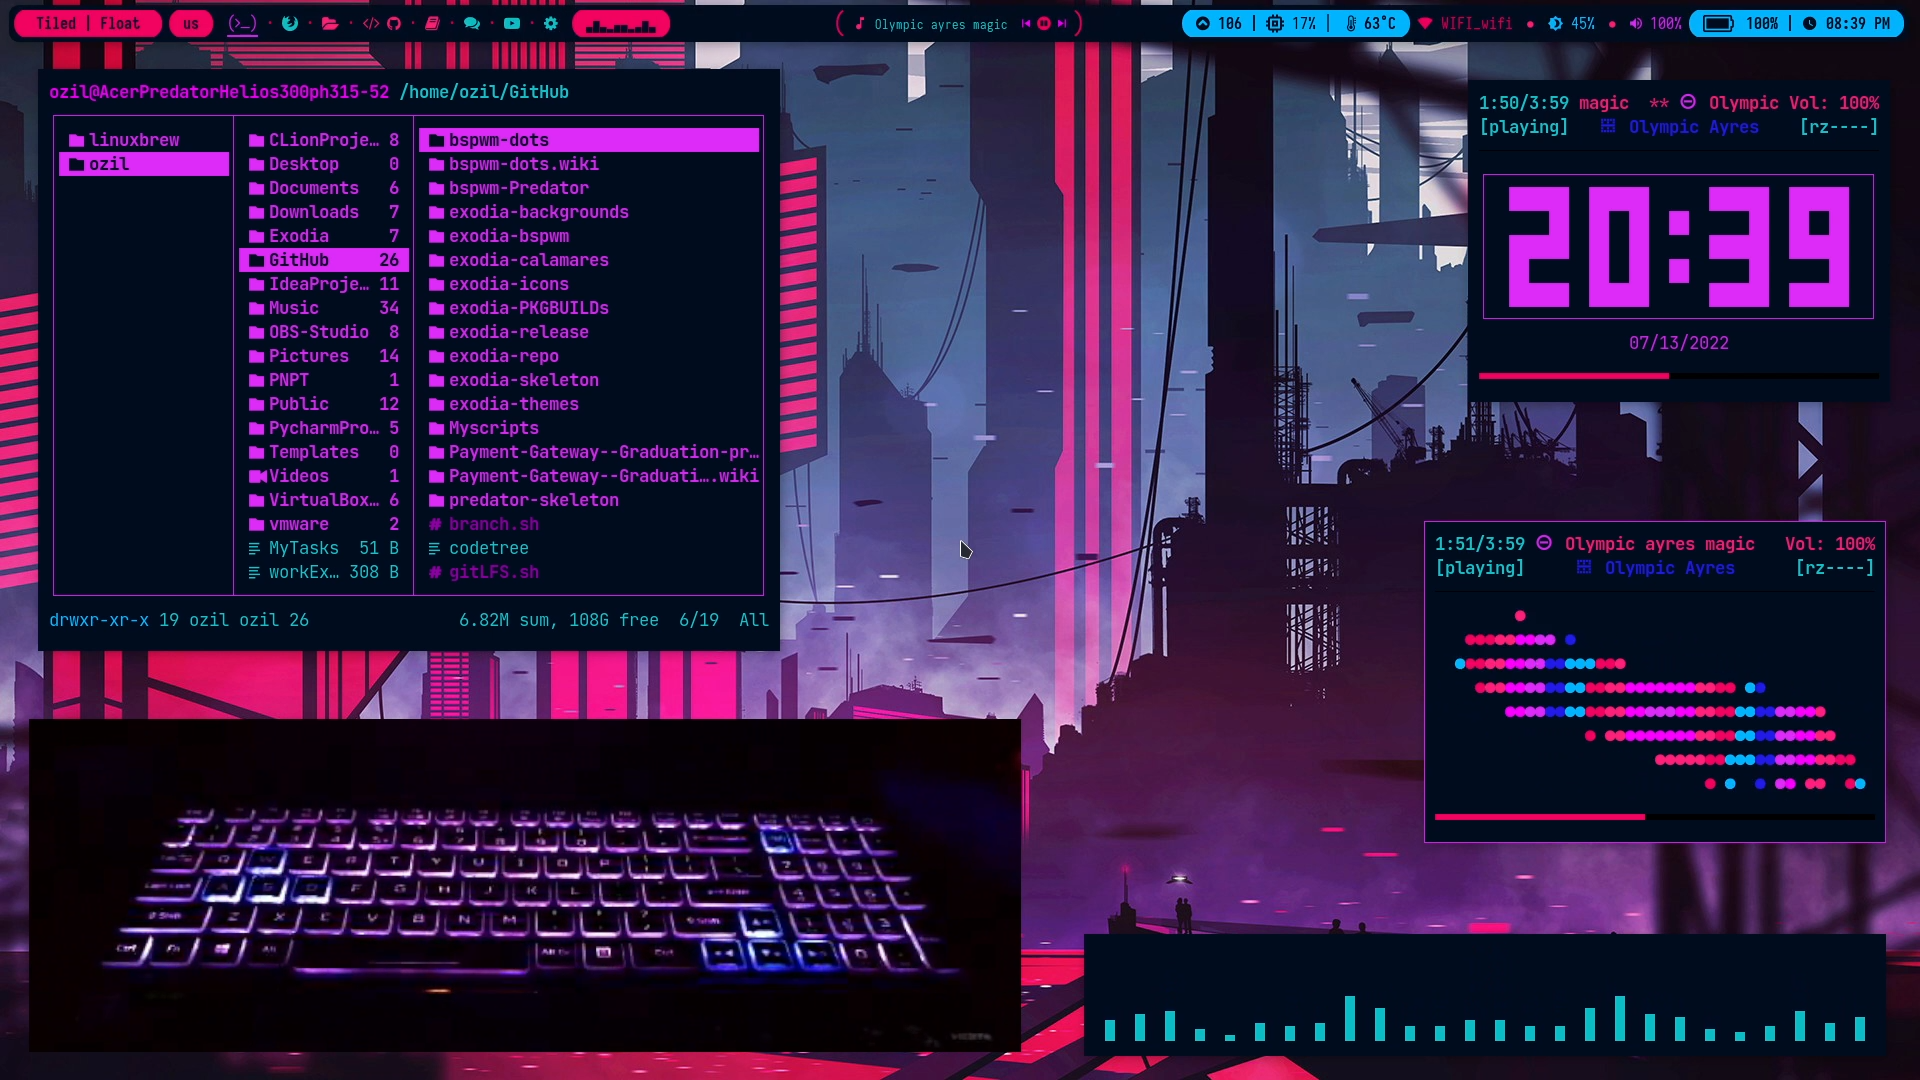 Tiled | Float us (>_)
Olympic ayres magic
106 | 17% | 63°C WIFI_wifi 45% 100% 100% | 08:39 PM
ozil@AcerPredatorHelios300ph315-52 /home/ozil/GitHub
linuxbrew
ozil
CLionProje… 8
Desktop 0
Documents 6
Downloads 7
Exodia 7
GitHub 26
IdeaProje… 11
Music 34
OBS-Studio 8
Pictures 14
PNPT 1
Public 12
PycharmPro… 5
Templates 0
Videos 1
VirtualBox… 6
vmware 2
MyTasks 51 B
workEx… 308 B
bspwm-dots
bspwm-dots.wiki
bspwm-Predator
exodia-backgrounds
exodia-bspwm
exodia-calamares
exodia-icons
exodia-PKGBUILDs
exodia-release
exodia-repo
exodia-skeleton
exodia-themes
Myscripts
Payment-Gateway--Graduation-pr…
Payment-Gateway--Graduati….wiki
predator-skeleton
# branch.sh
codetree
# gitLFS.sh
drwxr-xr-x 19 ozil ozil 26 6.82M sum, 108G free 6/19 All
1:50/3:59 magic ** Olympic Vol: 100%
[playing] Olympic Ayres [rz----]
20:39
07/13/2022
1:51/3:59 Olympic ayres magic Vol: 100%
[playing] Olympic Ayres [rz----]
Q W E R T Y U I O P
A S D F G H J K L
Z X C V B N M
Ctrl Fn Alt